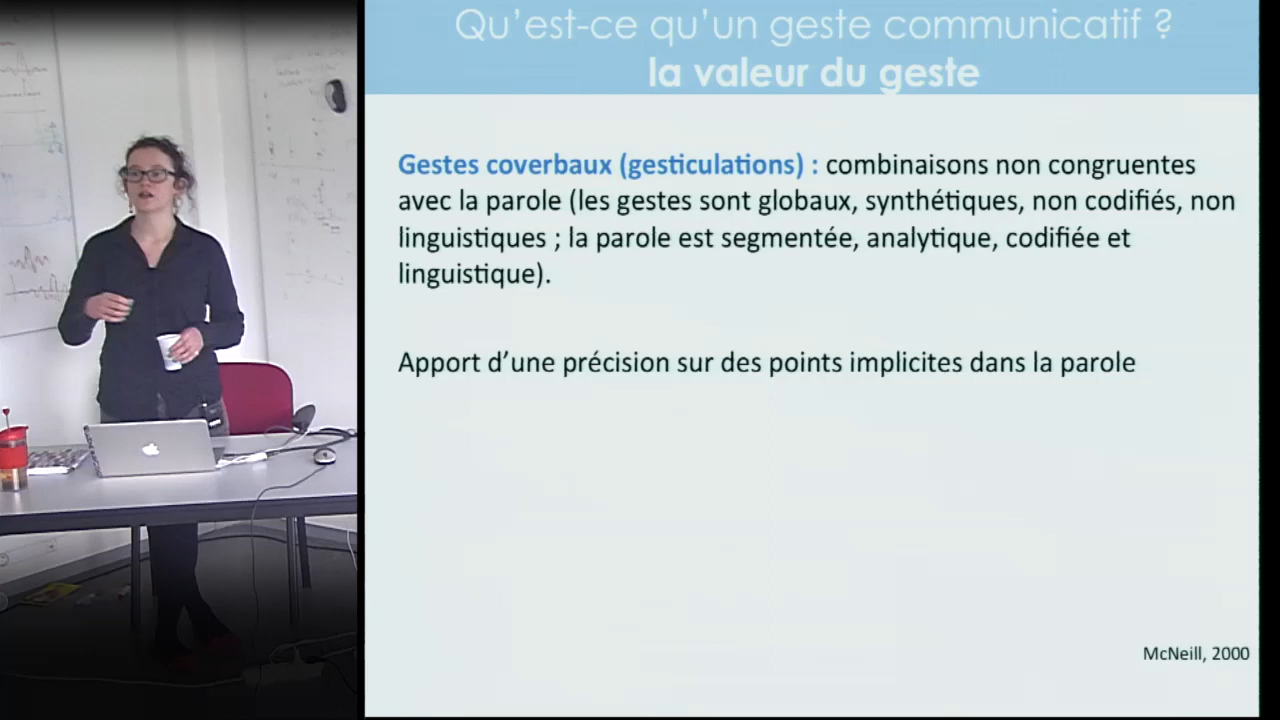 Qu'est-ce qu'un geste communicatif ?
la valeur du geste
Gestes coverbaux (gesticulations) : combinaisons non congruentes
avec la parole (les gestes sont globaux, synthétiques, non codifiés, non
linguistiques ; la parole est segmentée, analytique, codifiée et
linguistique).
Apport d'une précision sur des points implicites dans la parole
McNeill, 2000